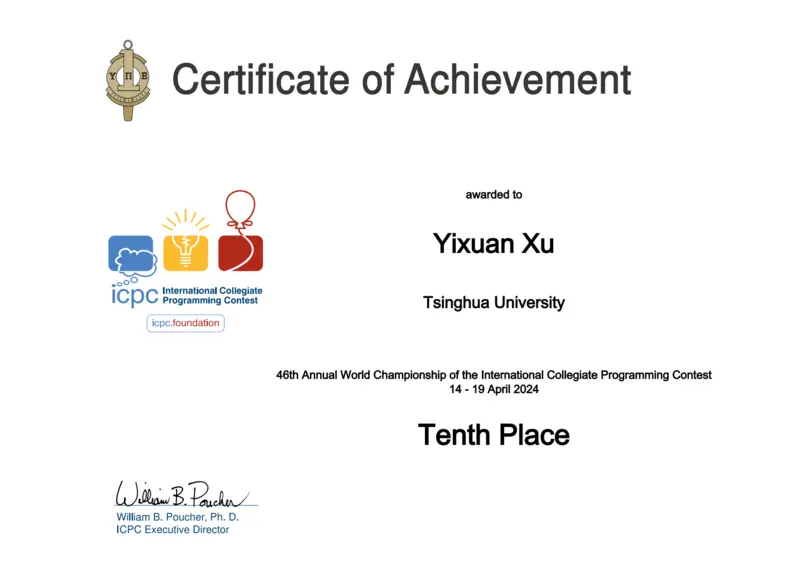 Υ Π Ε
Certificate of Achievement
awarded to
Yixuan Xu
Tsinghua University
icpc International Collegiate
Programming Contest
icpc.foundation
46th Annual World Championship of the International Collegiate Programming Contest
14 - 19 April 2024
Tenth Place
William B. Poucher
William B. Poucher, Ph. D.
ICPC Executive Director